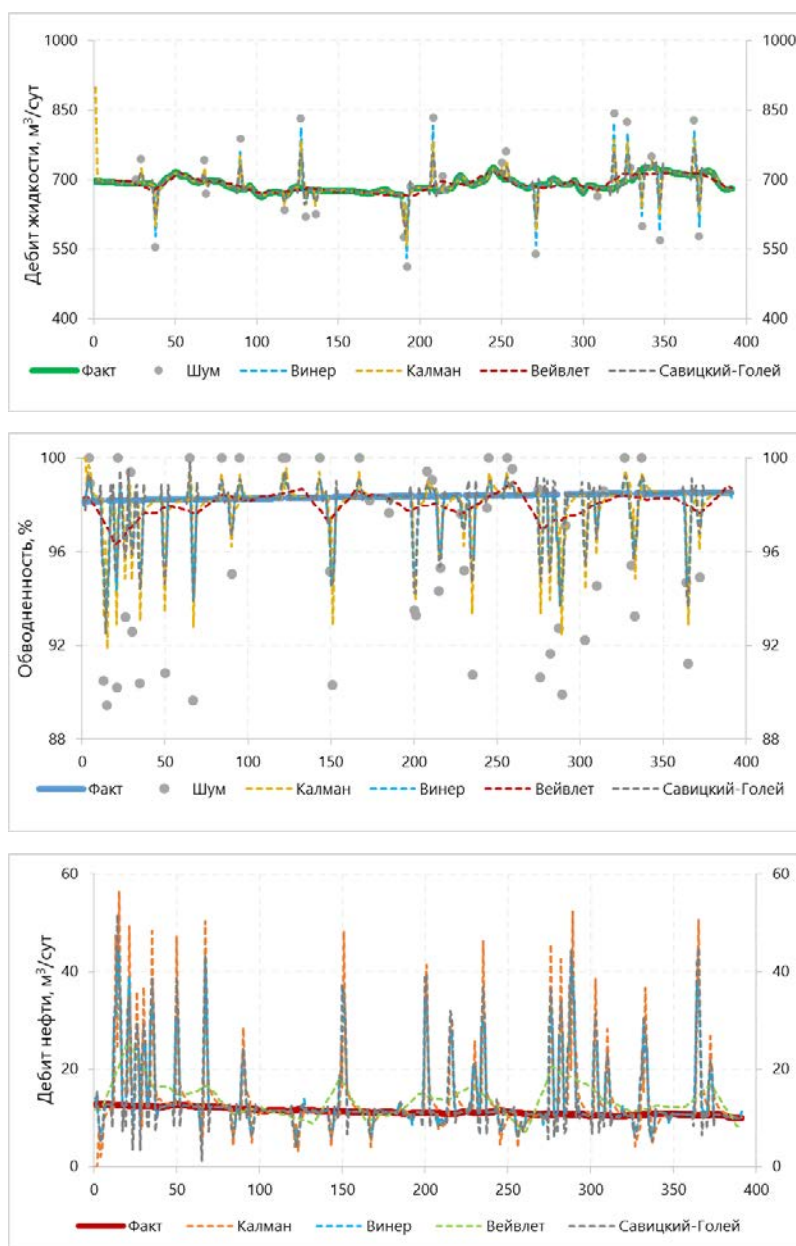 Дебит жидкости, м³/сут
1000 1000
850 850
700 700
550 550
400 400
0 50 100 150 200 250 300 350 400
Факт Шум Винер Калман Вейвлет Савицкий-Голей
Обводненность, %
100 100
96 96
92 92
88 88
0 50 100 150 200 250 300 350 400
Факт Шум Калман Винер Вейвлет Савицкий-Голей
Дебит нефти, м³/сут
60 60
40 40
20 20
0 0
0 50 100 150 200 250 300 350 400
Факт Калман Винер Вейвлет Савицкий-Голей